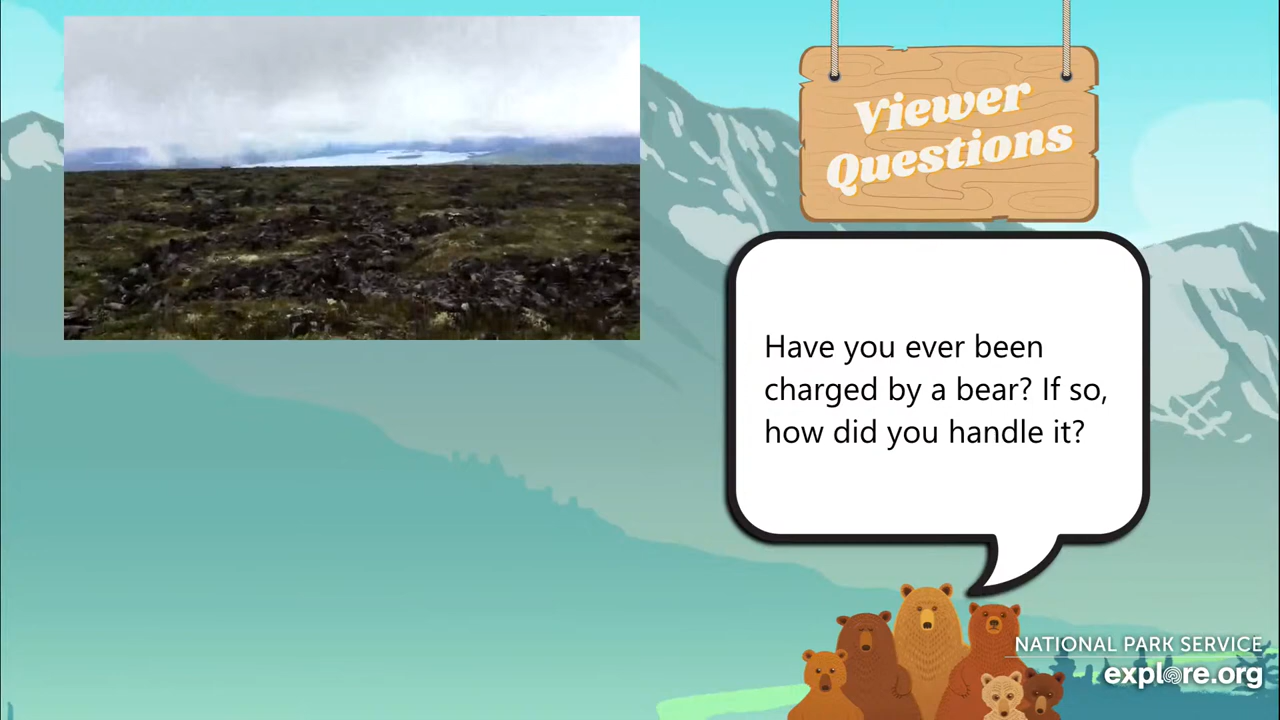 Viewer
Questions
Have you ever been
charged by a bear? If so,
how did you handle it?
NATIONAL PARK SERVICE
explore.org